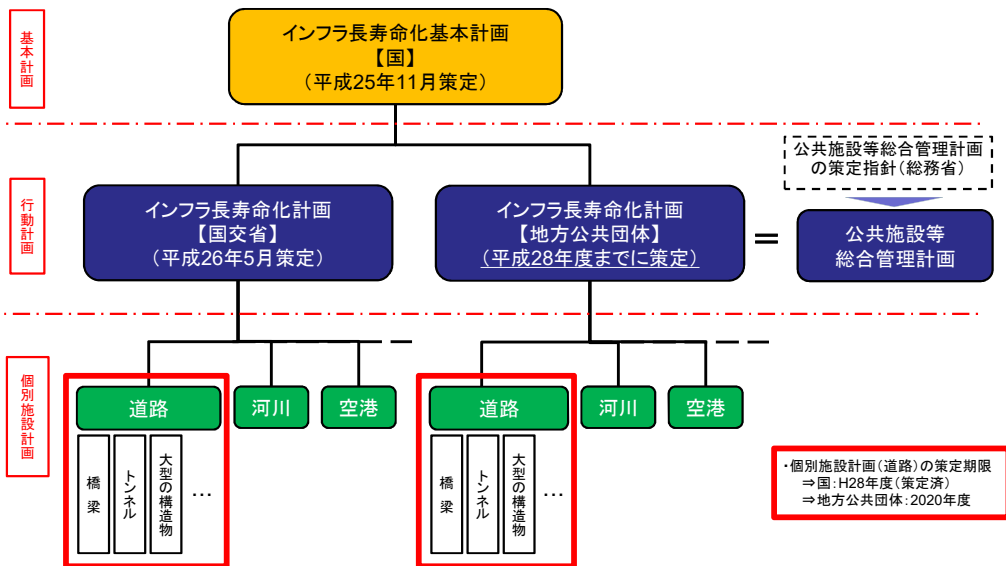 基本計画
インフラ長寿命化基本計画
【国】
（平成25年11月策定）
公共施設等総合管理計画
の策定指針（総務省）
行動計画
インフラ長寿命化計画
【国交省】
（平成26年5月策定）
インフラ長寿命化計画
【地方公共団体】
（平成28年度までに策定）
＝
公共施設等
総合管理計画
個別施設計画
道路
河川
空港
橋梁
トンネル
大型の構造物
…
道路
河川
空港
橋梁
トンネル
大型の構造物
…
・個別施設計画（道路）の策定期限
⇒国：H28年度（策定済）
⇒地方公共団体：2020年度